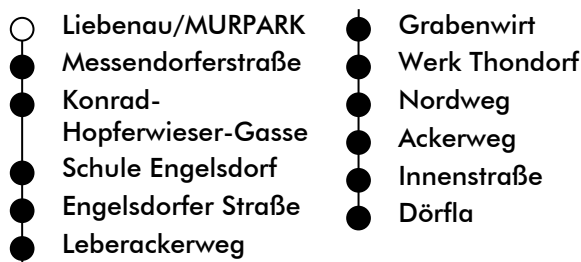 Liebenau/MURPARK
Messendorferstraße
Konrad-
Hopferwieser-Gasse
Schule Engelsdorf
Engelsdorfer Straße
Leberackerweg
Grabenwirt
Werk Thondorf
Nordweg
Ackerweg
Innenstraße
Dörfla